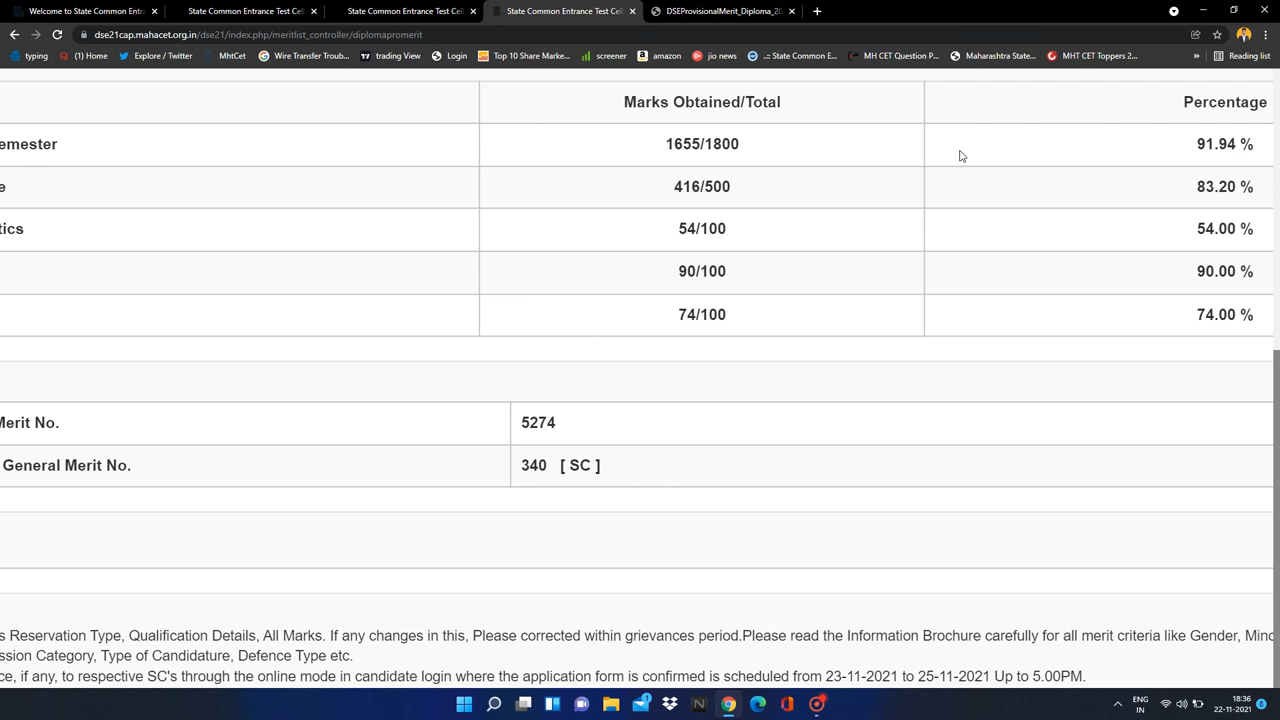 Welcome to State Common Entra
State Common Entrance Test Cell
State Common Entrance Test Cell
State Common Entrance Test Cell
DSEProvisionalMerit_Diploma_20
dse21cap.mahacet.org.in/dse21/index.php/meritlist_controller/diplomapromerit
typing
(1) Home
Explore / Twitter
MhtCet
Wire Transfer Troub...
trading View
Login
Top 10 Share Marke...
screener
amazon
jio news
..:: State Common E...
MH CET Question P...
Maharashtra State...
MHT CET Toppers 2...
»
Reading list
Marks Obtained/Total Percentage
emester 1655/1800 91.94 %
e 416/500 83.20 %
tics 54/100 54.00 %
90/100 90.00 %
74/100 74.00 %
Merit No. 5274
General Merit No. 340 [ SC ]
s Reservation Type, Qualification Details, All Marks. If any changes in this, Please corrected within grievances period.Please read the Information Brochure carefully for all merit criteria like Gender, Mino
ssion Category, Type of Candidature, Defence Type etc.
ce, if any, to respective SC's through the online mode in candidate login where the application form is confirmed is scheduled from 23-11-2021 to 25-11-2021 Up to 5.00PM.
ENG
IN
18:36
22-11-2021